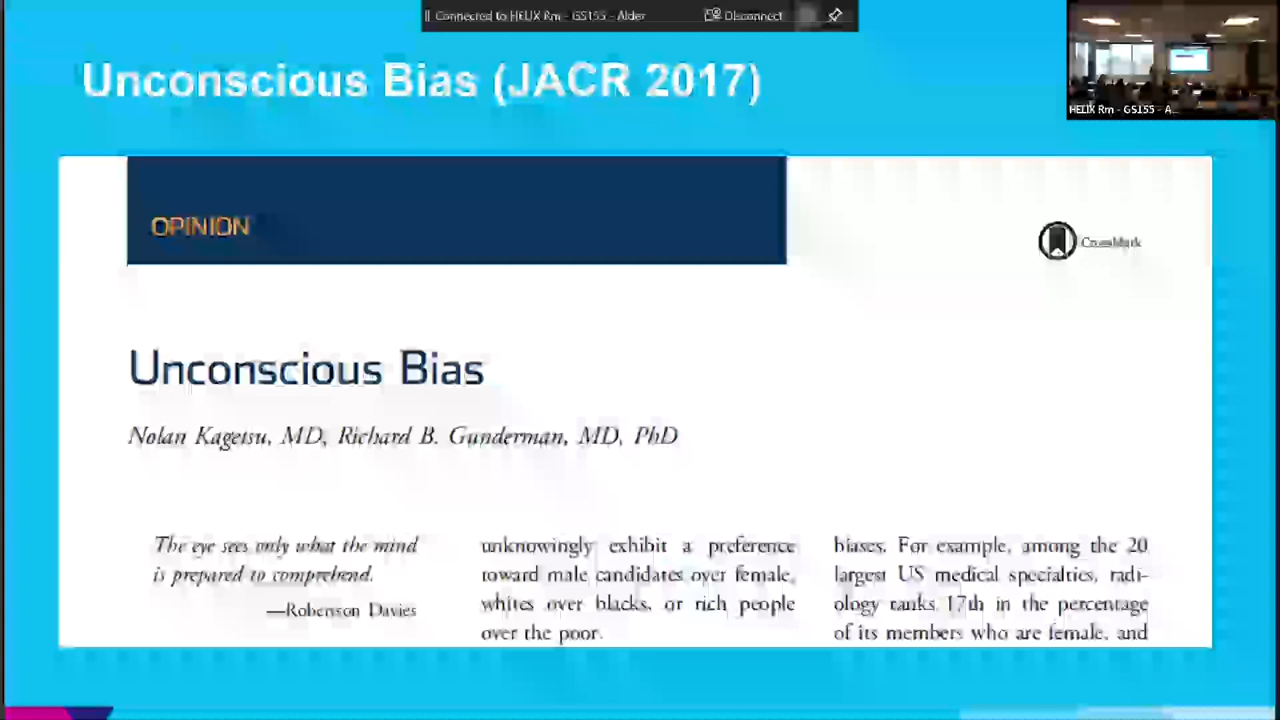 Connected to HELIX Rm - GS155 - Alder
Disconnect
Unconscious Bias (JACR 2017)
HELIX Rm - GS155 - A...
OPINION
CrossMark
Unconscious Bias
Nolan Kagetsu, MD, Richard B. Gunderman, MD, PhD
The eye sees only what the mind
is prepared to comprehend.
—Robertson Davies
unknowingly exhibit a preference
toward male candidates over female,
whites over blacks, or rich people
over the poor.
biases. For example, among the 20
largest US medical specialties, radi-
ology ranks 17th in the percentage
of its members who are female, and